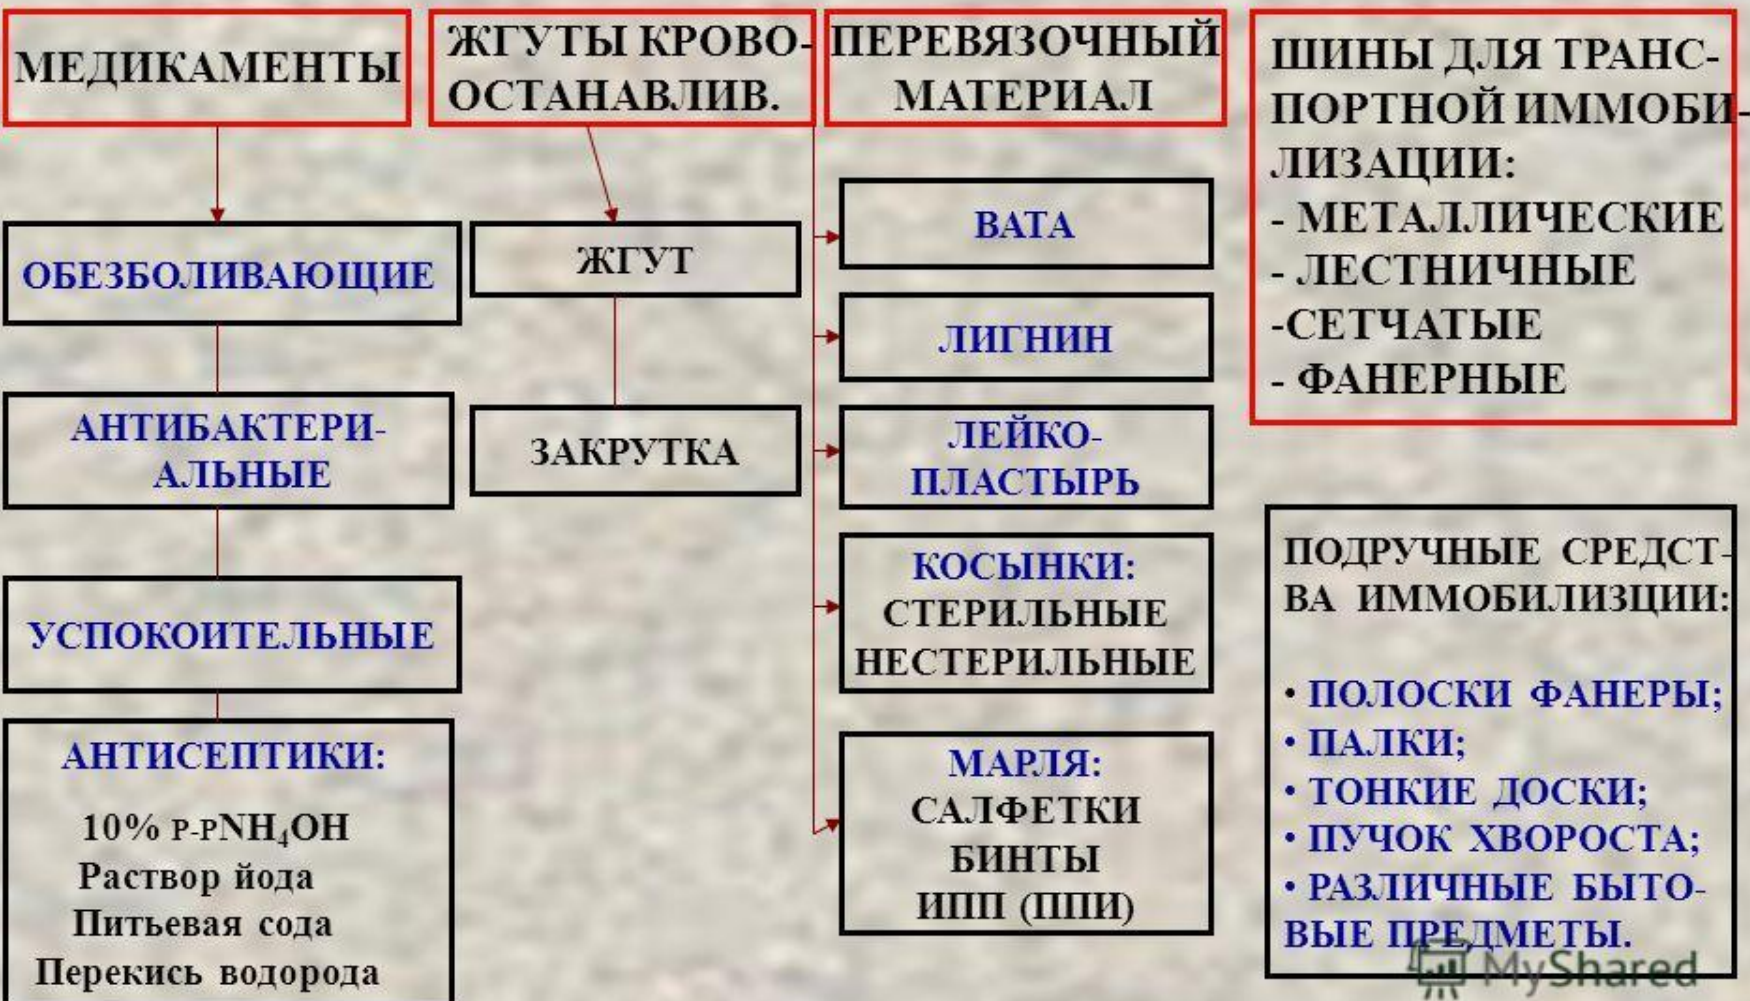 МЕДИКАМЕНТЫ
ОБЕЗБОЛИВАЮЩИЕ
АНТИБАКТЕРИ-
АЛЬНЫЕ
УСПОКОИТЕЛЬНЫЕ
АНТИСЕПТИКИ:
10% Р-РNH₄OH
Раствор йода
Питьевая сода
Перекись водорода
ЖГУТЫ КРОВО-
ОСТАНАВЛИВ.
ЖГУТ
ЗАКРУТКА
ПЕРЕВЯЗОЧНЫЙ
МАТЕРИАЛ
ВАТА
ЛИГНИН
ЛЕЙКО-
ПЛАСТЫРЬ
КОСЫНКИ:
СТЕРИЛЬНЫЕ
НЕСТЕРИЛЬНЫЕ
МАРЛЯ:
САЛФЕТКИ
БИНТЫ
ИПП (ППИ)
ШИНЫ ДЛЯ ТРАНС-
ПОРТНОЙ ИММОБИ-
ЛИЗАЦИИ:
- МЕТАЛЛИЧЕСКИЕ
- ЛЕСТНИЧНЫЕ
-СЕТЧАТЫЕ
- ФАНЕРНЫЕ
ПОДРУЧНЫЕ СРЕДСТ-
ВА ИММОБИЛИЗЦИИ:
• ПОЛОСКИ ФАНЕРЫ;
• ПАЛКИ;
• ТОНКИЕ ДОСКИ;
• ПУЧОК ХВОРОСТА;
• РАЗЛИЧНЫЕ БЫТО-
ВЫЕ ПРЕДМЕТЫ.
MyShared